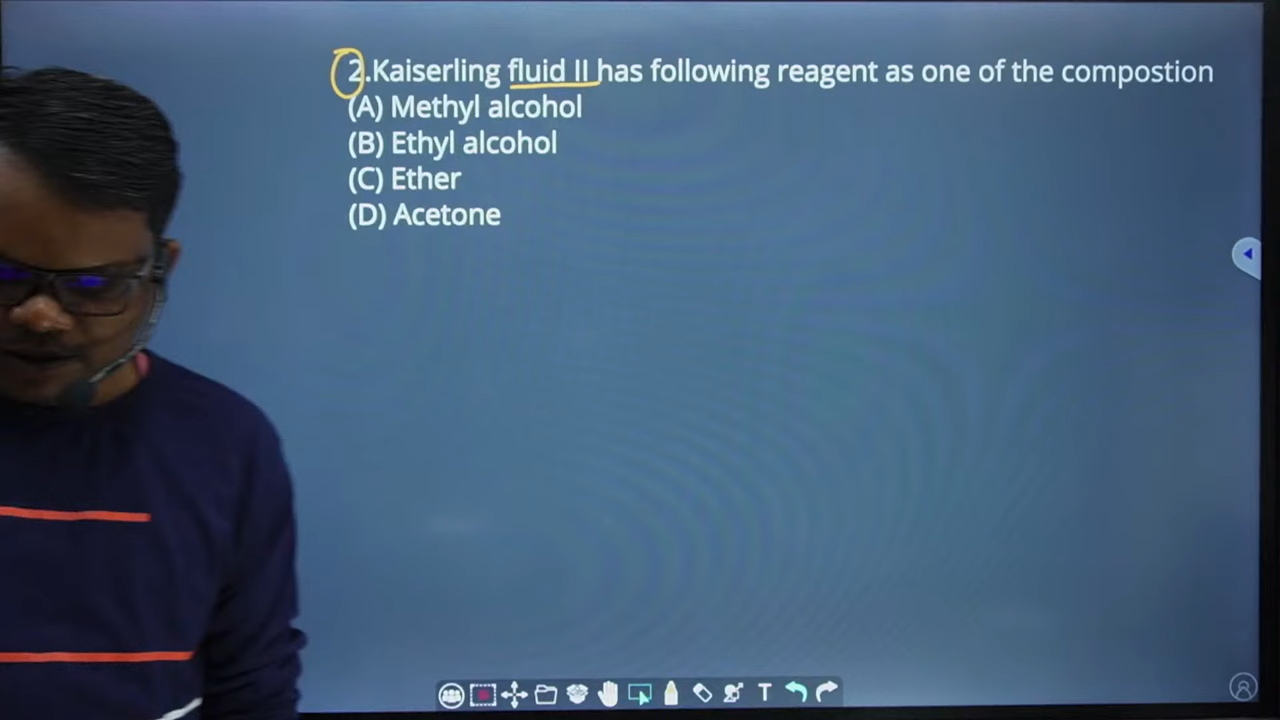 2.Kaiserling fluid II has following reagent as one of the compostion
(A) Methyl alcohol
(B) Ethyl alcohol
(C) Ether
(D) Acetone
T